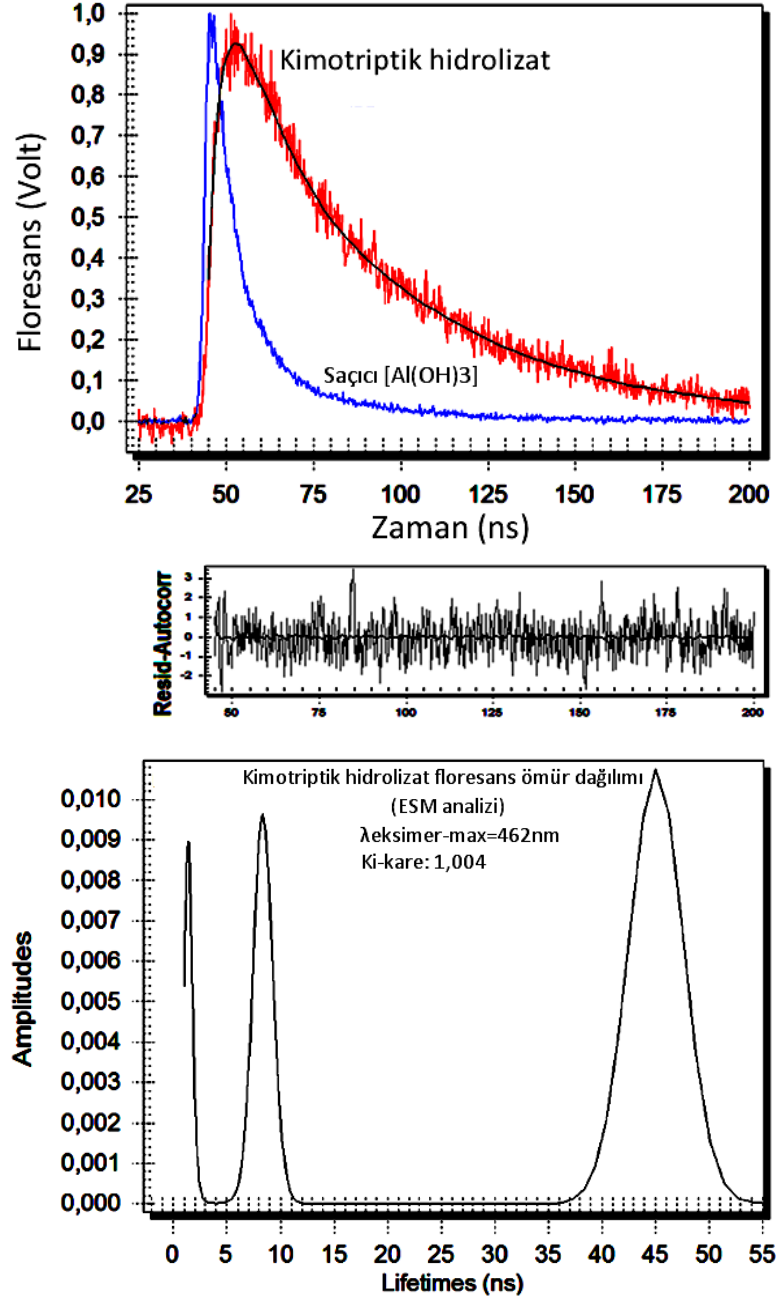 1,0
0,9
0,8
0,7
0,6
0,5
0,4
0,3
0,2
0,1
0,0
Floresans (Volt)
Kimotriptik hidrolizat
Saçıcı [Al(OH)3]
25 50 75 100 125 150 175 200
Zaman (ns)
3
2
1
0
-1
-2
Resid-Autocorr
50 75 100 125 150 175 200
Kimotriptik hidrolizat floresans ömür dağılımı
(ESM analizi)
λeksimer-max=462nm
Ki-kare: 1,004
0,010
0,009
0,008
0,007
0,006
0,005
0,004
0,003
0,002
0,001
0,000
Amplitudes
0 5 10 15 20 25 30 35 40 45 50 55
Lifetimes (ns)